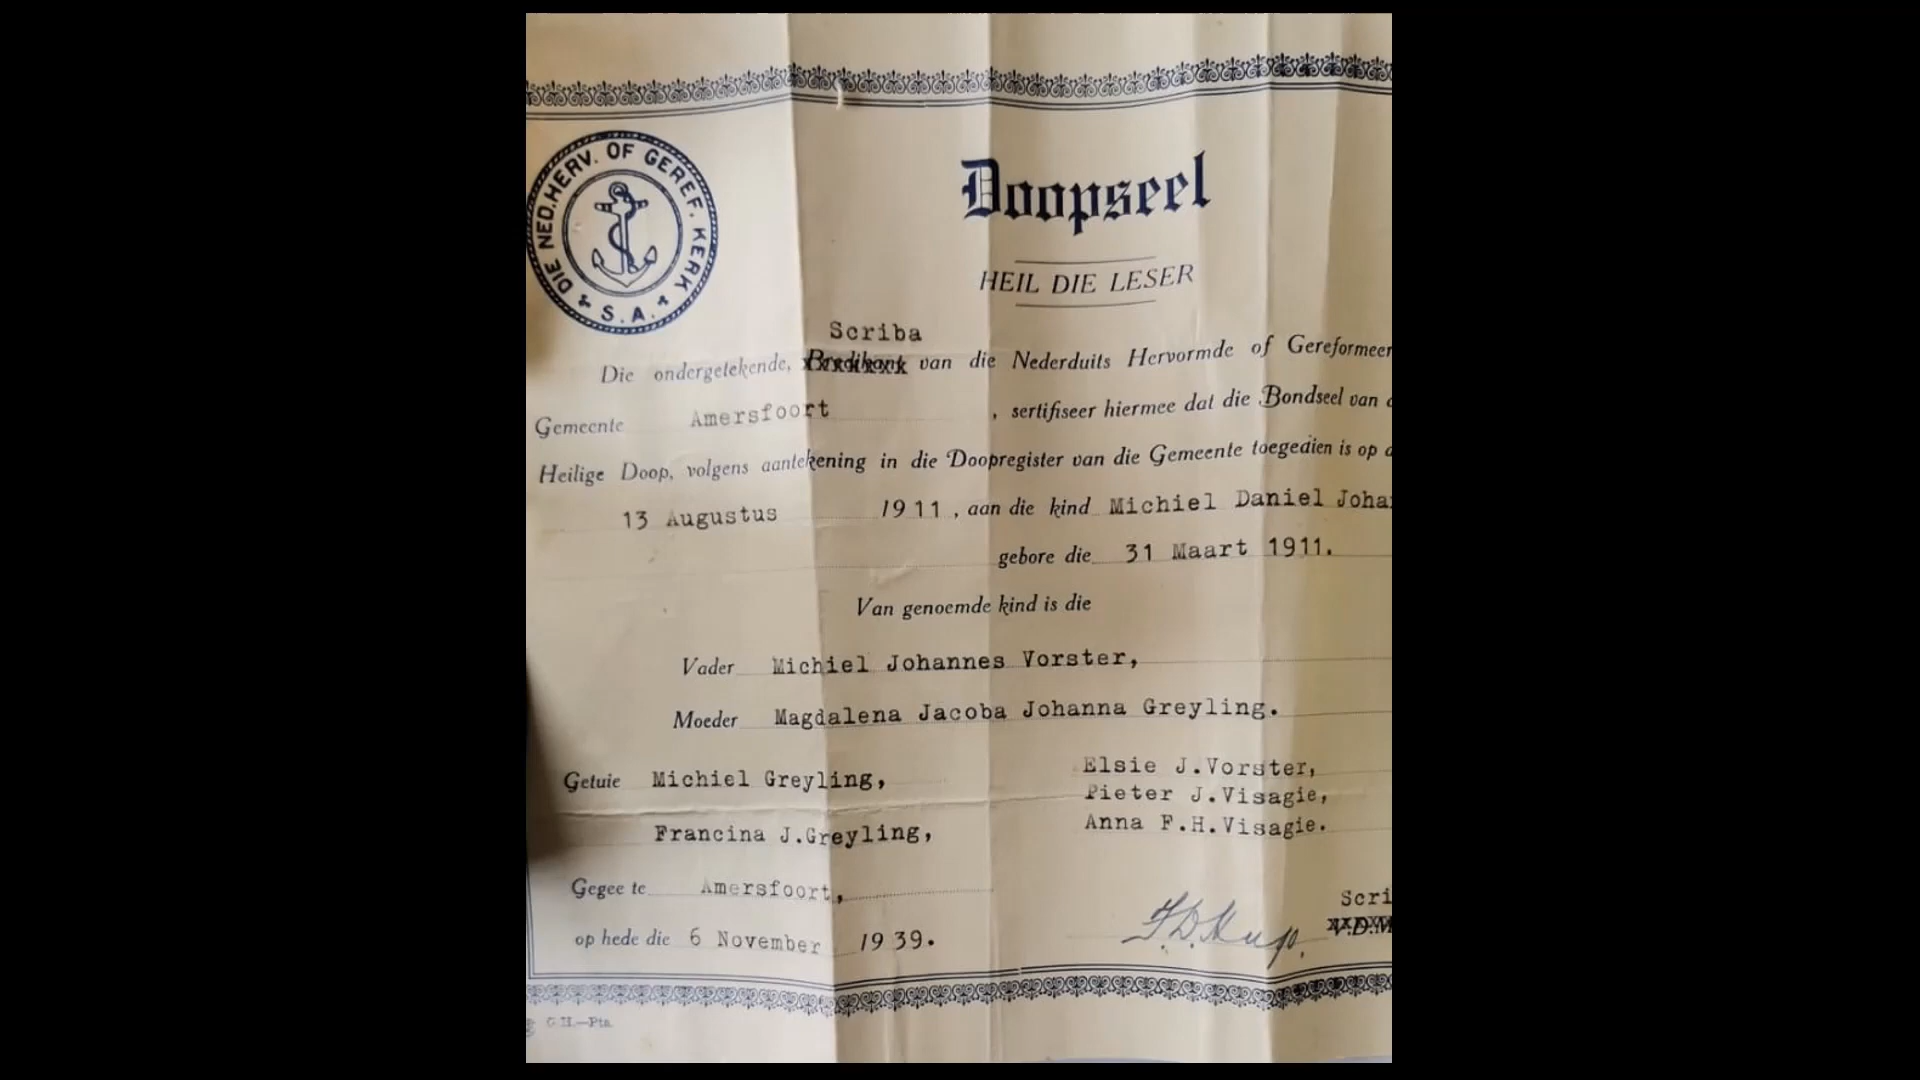 DIE NED. HERV. OF GEREF. KERK
S.A.
Doopseel
HEIL DIE LESER
Scriba
Die ondergetekende, Predikant van die Nederduits Hervormde of Gereformeer
Gemeente Amersfoort , sertifiseer hiermee dat die Bondseel van d
Heilige Doop, volgens aantekening in die Doopregister van die Gemeente toegedien is op d
13 Augustus 1911, aan die kind Michiel Daniel Joha
gebore die 31 Maart 1911.
Van genoemde kind is die
Vader Michiel Johannes Vorster,
Moeder Magdalena Jacoba Johanna Greyling.
Getuie Michiel Greyling, Elsie J.Vorster,
Pieter J.Visagie,
Francina J.Greyling, Anna F.H.Visagie.
Gegee te Amersfoort,
Scri
op hede die 6 November 1939. V.D.M
G.H.—Pta.